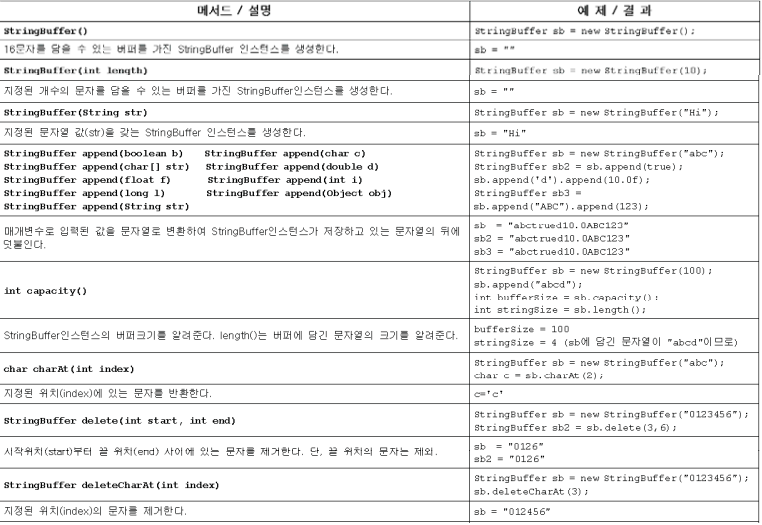 메서드 / 설명
예 제 / 결 과
StringBuffer()
StringBuffer sb = new StringBuffer();
16문자를 담을 수 있는 버퍼를 가진 StringBuffer 인스턴스를 생성한다.
sb = ""
StringBuffer(int length)
StringBuffer sb = new StringBuffer(10);
지정된 개수의 문자를 담을 수 있는 버퍼를 가진 StringBuffer인스턴스를 생성한다.
sb = ""
StringBuffer(String str)
StringBuffer sb = new StringBuffer("Hi");
지정된 문자열 값(str)을 갖는 StringBuffer 인스턴스를 생성한다.
sb = "Hi"
StringBuffer append(boolean b) StringBuffer append(char c)
StringBuffer append(char[] str) StringBuffer append(double d)
StringBuffer append(float f) StringBuffer append(int i)
StringBuffer append(long l) StringBuffer append(Object obj)
StringBuffer append(String str)
StringBuffer sb = new StringBuffer("abc");
StringBuffer sb2 = sb.append(true);
sb.append('d').append(10.0f);
StringBuffer sb3 =
sb.append("ABC").append(123);
매개변수로 입력된 값을 문자열로 변환하여 StringBuffer인스턴스가 저장하고 있는 문자열의 뒤에
덧붙인다.
sb = "abctrued10.0ABC123"
sb2 = "abctrued10.0ABC123"
sb3 = "abctrued10.0ABC123"
int capacity()
StringBuffer sb = new StringBuffer(100);
sb.append("abcd");
int bufferSize = sb.capacity();
int stringSize = sb.length();
StringBuffer인스턴스의 버퍼크기를 알려준다. length()는 버퍼에 담긴 문자열의 크기를 알려준다.
bufferSize = 100
stringSize = 4 (sb에 담긴 문자열이 "abcd"이므로)
char charAt(int index)
StringBuffer sb = new StringBuffer("abc");
char c = sb.charAt(2);
지정된 위치(index)에 있는 문자를 반환한다.
c='c'
StringBuffer delete(int start, int end)
StringBuffer sb = new StringBuffer("0123456");
StringBuffer sb2 = sb.delete(3,6);
시작위치(start)부터 끝 위치(end) 사이에 있는 문자를 제거한다. 단, 끝 위치의 문자는 제외.
sb = "0126"
sb2 = "0126"
StringBuffer deleteCharAt(int index)
StringBuffer sb = new StringBuffer("0123456");
sb.deleteCharAt(3);
지정된 위치(index)의 문자를 제거한다.
sb = "012456"